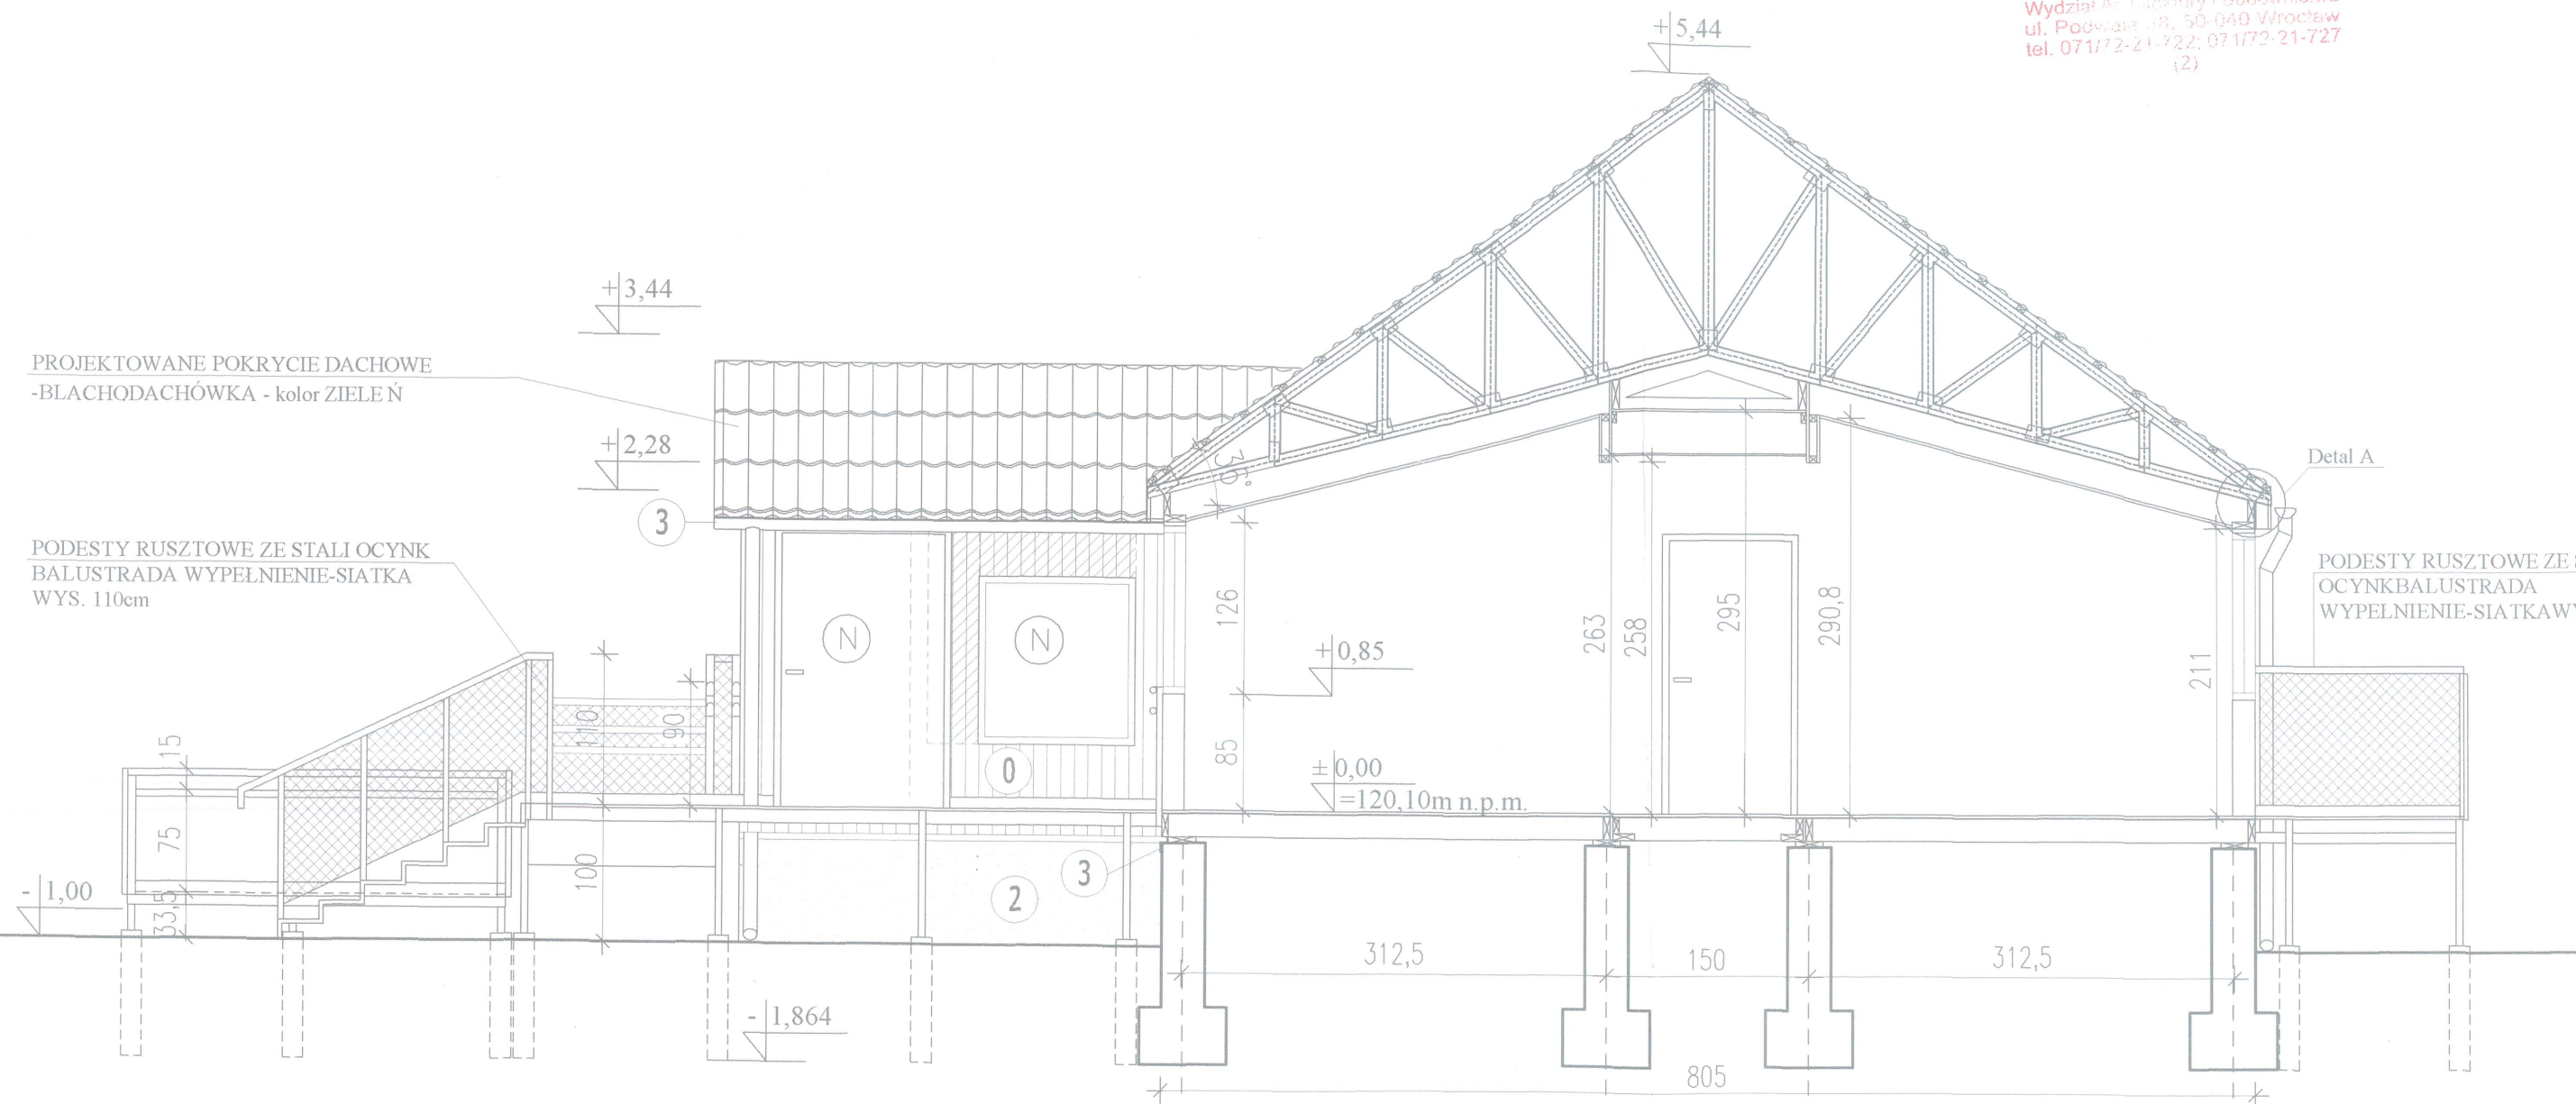 ul. Podwale 50-040 Wrocław
tel. 071/72-21-722; 071/72-21-727
(2)
+5,44
+3,44
PROJEKTOWANE POKRYCIE DACHOWE
-BLACHODACHÓWKA - kolor ZIELE Ń
+2,28
3
36°
Detal A
PODESTY RUSZTOWE ZE STALI OCYNK
BALUSTRADA WYPEŁNIENIE-SIATKA
WYS. 110cm
PODESTY RUSZTOWE ZE
OCYNKBALUSTRADA
WYPEŁNIENIE-SIATKAWY
N
N
126
263
258
295
290,8
211
+0,85
110
90
15
75
33,5
0
85
±0,00
=120,10m n.p.m.
- 1,00
100
2
3
312,5
150
312,5
- 1,864
805